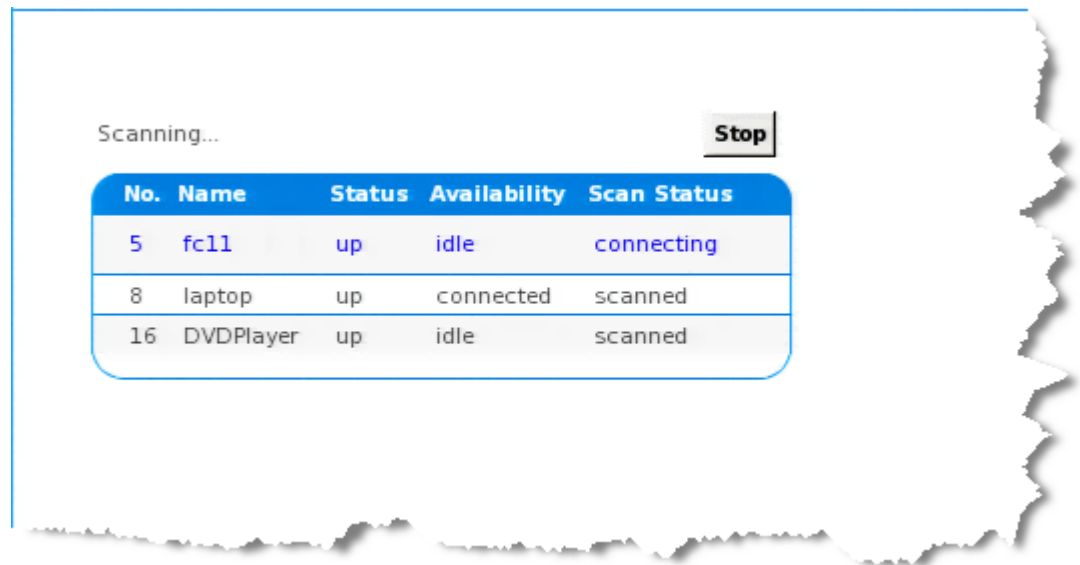 Scanning...
Stop
No. Name Status Availability Scan Status
5 fc11 up idle connecting
8 laptop up connected scanned
16 DVDPlayer up idle scanned